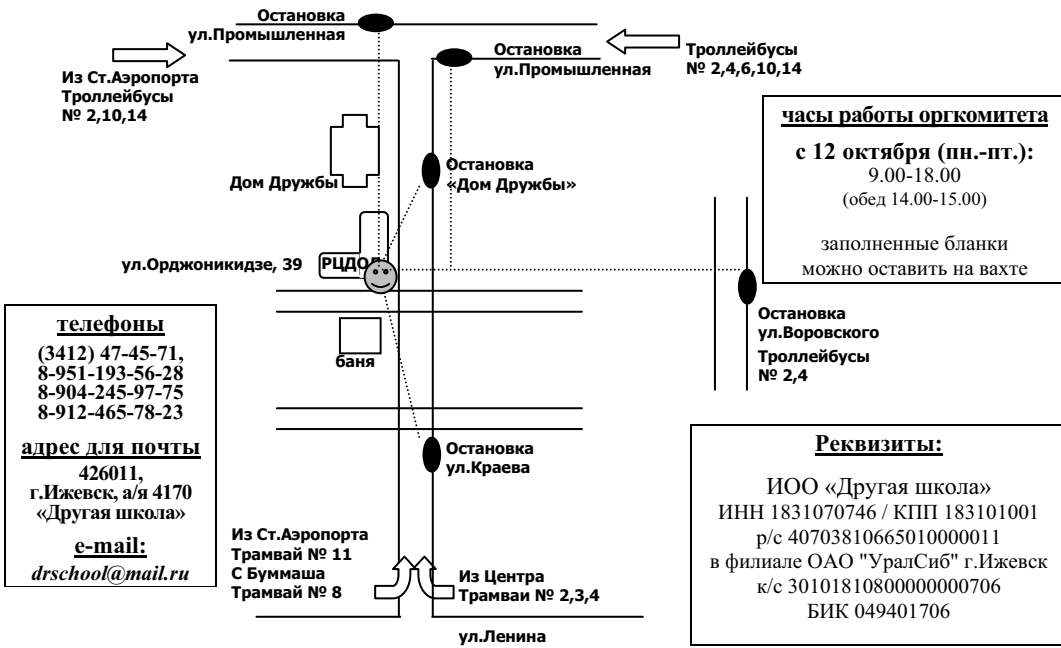 Остановка
ул.Промышленная
Из Ст.Аэропорта
Троллейбусы
№ 2,10,14
Остановка
ул.Промышленная
Троллейбусы
№ 2,4,6,10,14
часы работы оргкомитета
с 12 октября (пн.-пт.):
9.00-18.00
(обед 14.00-15.00)
заполненные бланки
можно оставить на вахте
Дом Дружбы
Остановка
«Дом Дружбы»
ул.Орджоникидзе, 39
РЦДОД
баня
Остановка
ул.Воровского
Троллейбусы
№ 2,4
телефоны
(3412) 47-45-71,
8-951-193-56-28
8-904-245-97-75
8-912-465-78-23
адрес для почты
426011,
г.Ижевск, а/я 4170
«Другая школа»
e-mail:
drschool@mail.ru
Остановка
ул.Краева
Из Ст.Аэропорта
Трамвай № 11
С Буммаша
Трамвай № 8
Из Центра
Трамваи № 2,3,4
ул.Ленина
Реквизиты:
ИОО «Другая школа»
ИНН 1831070746 / КПП 183101001
р/с 40703810665010000011
в филиале ОАО "УралСиб" г.Ижевск
к/с 30101810800000000706
БИК 049401706